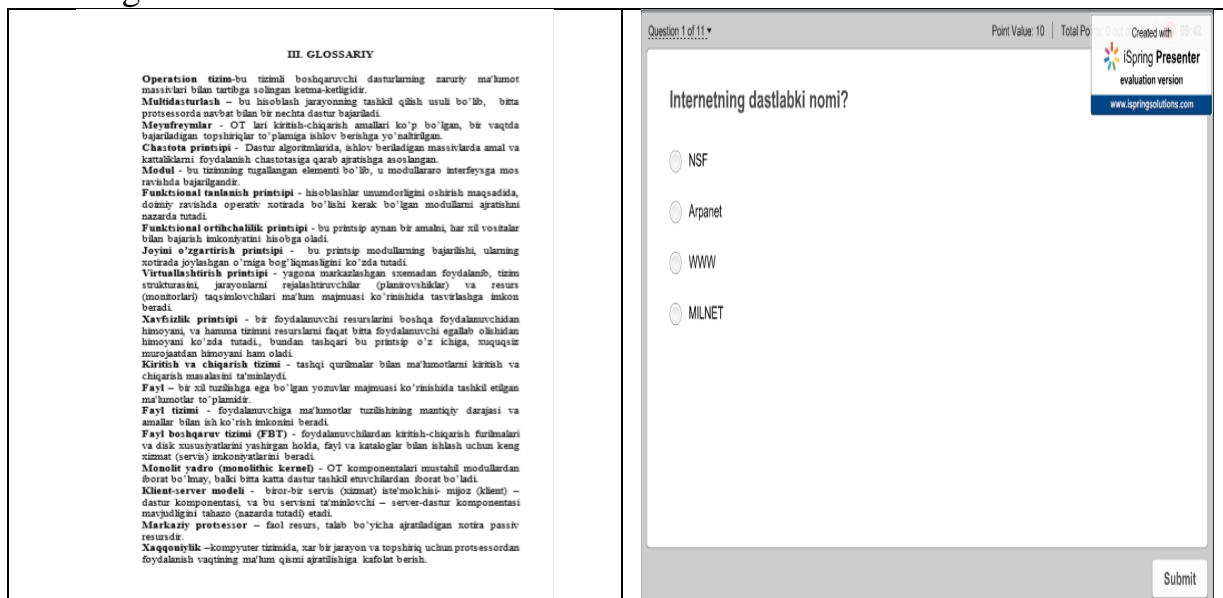 III. GLOSSARIY
Operatsion tizim-bu tizimli boshqaruvchi dasturlarning zaruriy ma'lumot
massivlari bilan tartibga solingan ketma-ketligidir.
Multidasturlash – bu hisoblash jarayonning tashkil qilish usuli bo'lib, bitta
protsessorda navbat bilan bir nechta dastur bajariladi.
Meynfreymlar - OT lari kiritish-chiqarish amallari ko'p bo'lgan, bir vaqtda
bajariladigan topshiriqlar to'plamiga ishlov berishga yo'naltirilgan.
Chastota printsipi - Dastur algoritmlarida, ishlov beriladigan massivlarda amal va
kattaliklarni foydalanish chastotasiga qarab ajratishga asoslangan.
Modul - bu tizimning tugallangan elementi bo'lib, u modullararo interfeysga mos
ravishda bajarilgandir.
Funktsional tanlanish printsipi - hisoblashlar unumdorligini oshirish maqsadida,
doimiy ravishda operativ xotirada bo'lishi kerak bo'lgan modullarni ajratishni
nazarda tutadi.
Funktsional ortihchalilik printsipi - bu printsip aynan bir amalni, har xil vositalar
bilan bajarish imkoniyatini hisobga oladi.
Joyini o'zgartirish printsipi - bu printsip modullarning bajarilishi, ularning
xotirada joylashgan o'rniga bog'liqmasligini ko'zda tutadi.
Virtuallashtirish printsipi - yagona markazlashgan sxemadan foydalanib, tizim
strukturasini, jarayonlarni rejalashtiruvchilar (planirovshiklar) va resurs
(monitorlari) taqsimlovchilari ma'lum majmuasi ko'rinishida tasvirlashga imkon
beradi.
Xavfsizlik printsipi - bir foydalanuvchi resurslarini boshqa foydalanuvchidan
himoyani, va hamma tizimni resurslarni faqat bitta foydalanuvchi egallab olishidan
himoyani ko'zda tutadi., bundan tashqari bu printsip o'z ichiga, xuquqsiz
murojaatdan himoyani ham oladi.
Kiritish va chiqarish tizimi - tashqi qurilmalar bilan ma'lumotlarni kiritish va
chiqarish masalasini ta'minlaydi.
Fayl – bir xil tuzilishga ega bo'lgan yozuvlar majmuasi ko'rinishida tashkil etilgan
ma'lumotlar to'plamidir.
Fayl tizimi - foydalanuvchiga ma'lumotlar tuzilishining mantiqiy darajasi va
amallar bilan ish ko'rish imkonini beradi.
Fayl boshqaruv tizimi (FBT) - foydalanuvchilardan kiritish-chiqarish furilmalari
va disk xususiyatlarini yashirgan holda, fayl va kataloglar bilan ishlash uchun keng
xizmat (servis) imkoniyatlarini beradi.
Monolit yadro (monolithic kernel) - OT komponentalari mustahil modullardan
iborat bo'lmay, balki bitta katta dastur tashkil etuvchilardan iborat bo'ladi.
Klient-server modeli - biror-bir servis (xizmat) iste'molchisi- mijoz (klient) –
dastur komponentasi, va bu servisni ta'minlovchi – server-dastur komponentasi
mavjudligini tahazo (nazarda tutadi) etadi.
Markaziy protsessor – faol resurs, talab bo'yicha ajratiladigan xotira passiv
resursdir.
Xaqqoniylik –kompyuter tizimida, xar bir jarayon va topshiriq uchun protsessordan
foydalanish vaqtining ma'lum qismi ajratilishiga kafolat berish.
Question 1 of 11
Point Value: 10 | Total Po
Created with
iSpring Presenter
evaluation version
www.ispringsolutions.com
Internetning dastlabki nomi?
NSF
Arpanet
WWW
MILNET
Submit